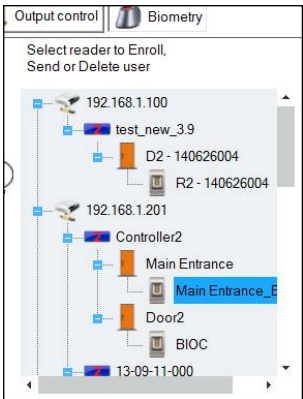 Output control Biometry
Select reader to Enroll,
Send or Delete user
192.168.1.100
test_new_3.9
D2 - 140626004
R2 - 140626004
192.168.1.201
Controller2
Main Entrance
Main Entrance_E
Door2
BIOC
13-09-11-000